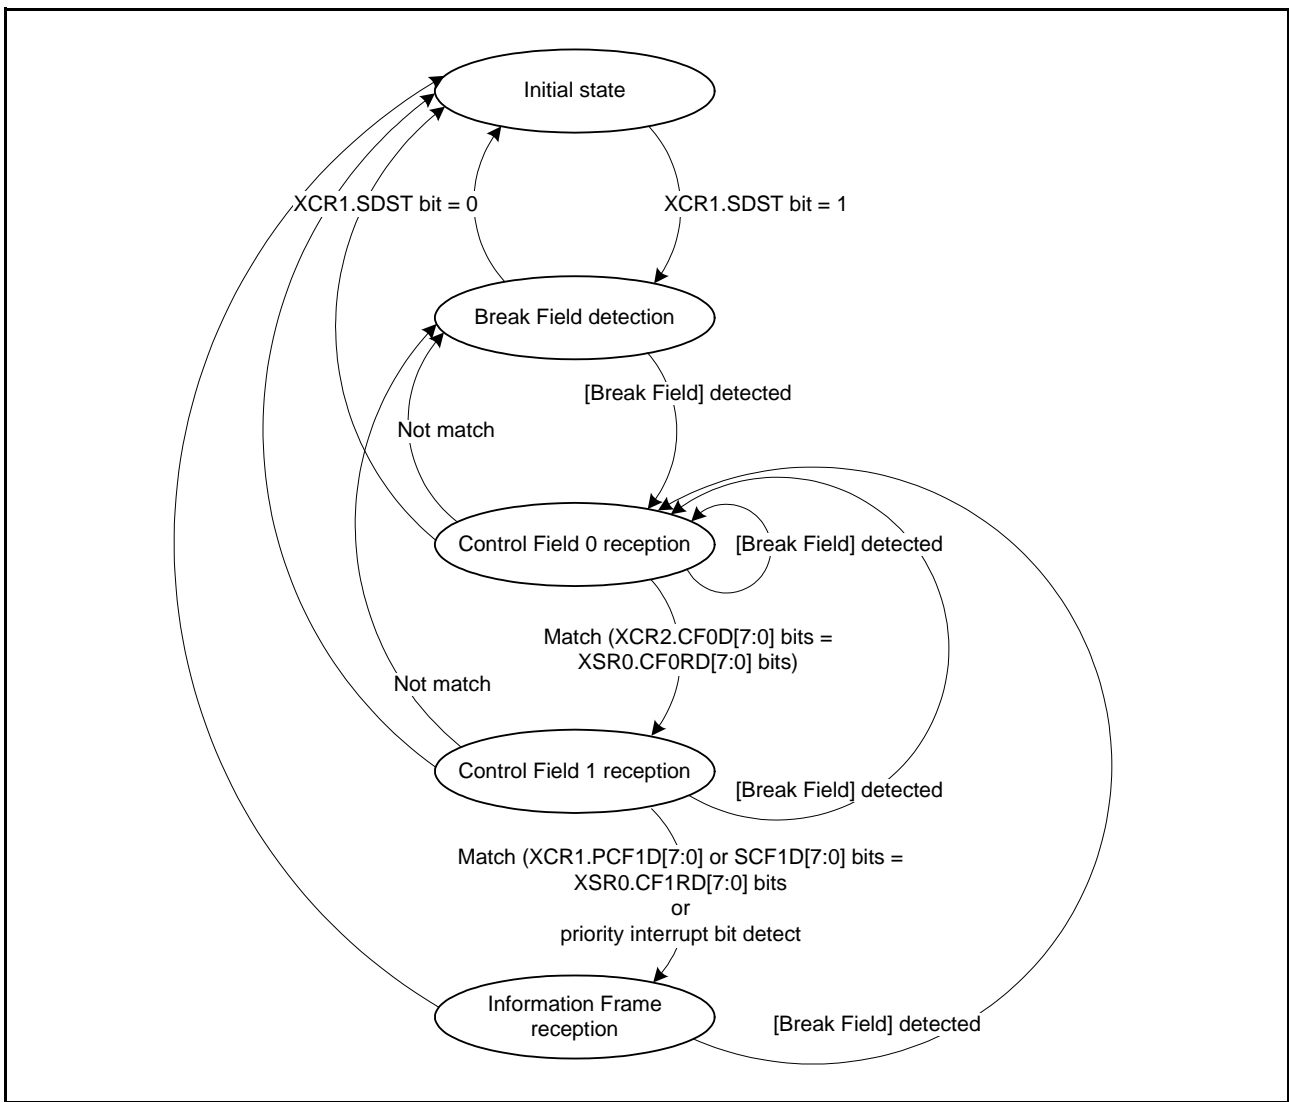 Initial state
XCR1.SDST bit = 0
XCR1.SDST bit = 1
Break Field detection
[Break Field] detected
Not match
Control Field 0 reception
[Break Field] detected
Match (XCR2.CF0D[7:0] bits =
XSR0.CF0RD[7:0] bits)
Not match
Control Field 1 reception
[Break Field] detected
Match (XCR1.PCF1D[7:0] or SCF1D[7:0] bits =
XSR0.CF1RD[7:0] bits
or
priority interrupt bit detect
Information Frame
reception
[Break Field] detected